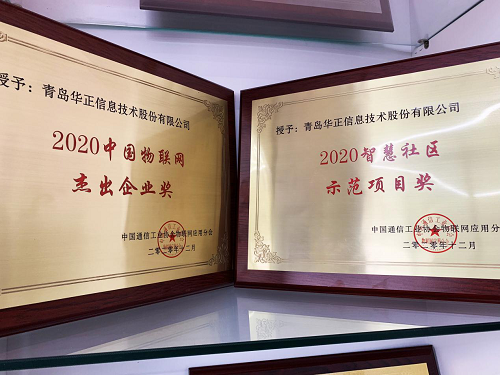 授予：青岛华正信息技术股份有限公司
2020中国物联网
杰出企业奖
中国通信工业协会物联网应用分会
二〇二〇年十二月
授予：青岛华正信息技术股份有限公司
2020智慧社区
示范项目奖
中国通信工业协会物联网应用分会
二〇二〇年十二月